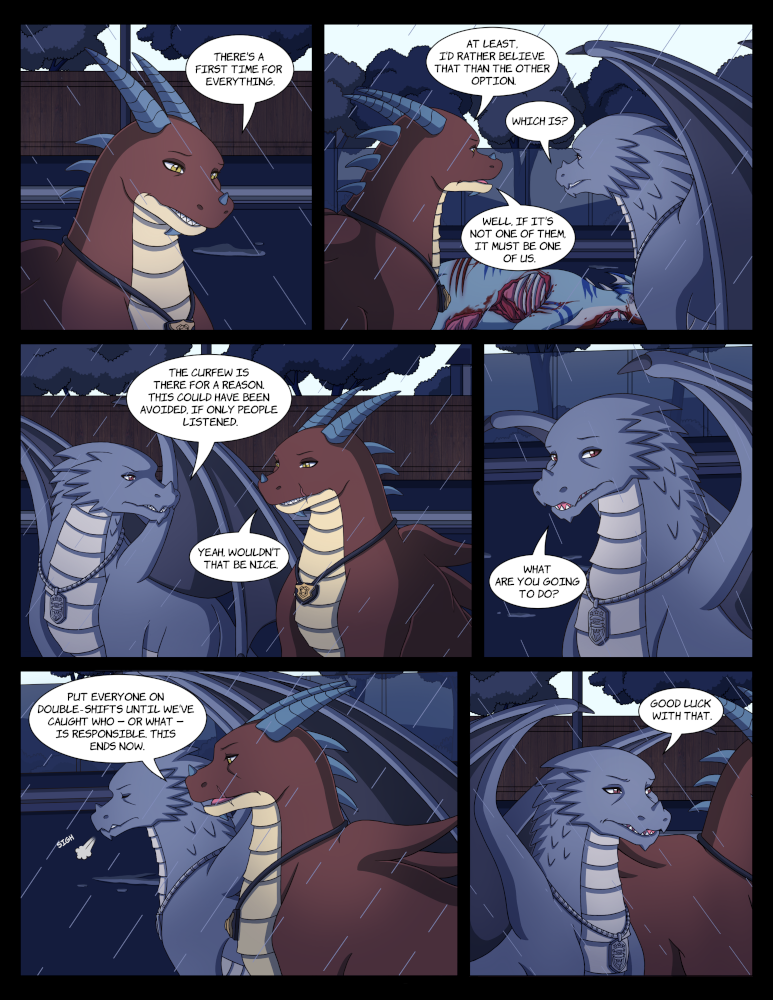 THERE'S A
FIRST TIME FOR
EVERYTHING.
AT LEAST,
I'D RATHER BELIEVE
THAT THAN THE OTHER
OPTION.
WHICH IS?
WELL, IF IT'S
NOT ONE OF THEM,
IT MUST BE ONE
OF US.
THE CURFEW IS
THERE FOR A REASON.
THIS COULD HAVE BEEN
AVOIDED, IF ONLY PEOPLE
LISTENED.
YEAH, WOULDN'T
THAT BE NICE.
WHAT
ARE YOU GOING
TO DO?
PUT EVERYONE ON
DOUBLE-SHIFTS UNTIL WE'VE
CAUGHT WHO – OR WHAT –
IS RESPONSIBLE. THIS
ENDS NOW.
SIGH
GOOD LUCK
WITH THAT.